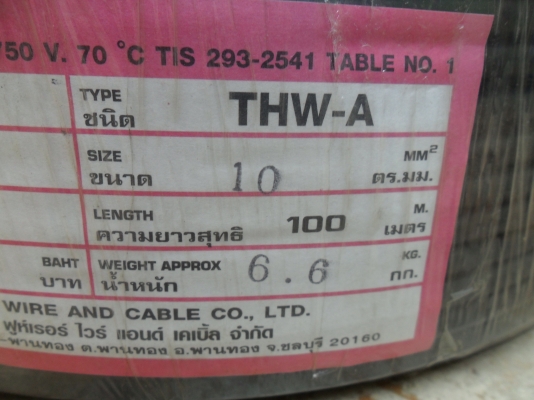 750 V. 70 °C TIS 293-2541 TABLE NO. 1
TYPE
ชนิด
THW-A
SIZE
ขนาด
10
MM²
ตร.มม.
LENGTH
ความยาวสุทธิ
100
M.
เมตร
BAHT
บาท
WEIGHT APPROX
น้ำหนัก
6.6
KG.
กก.
WIRE AND CABLE CO., LTD.
ฟูห์เรอร์ ไวร์ แอนด์ เคเบิ้ล จำกัด
พานทอง ต.พานทอง อ.พานทอง จ.ชลบุรี 20160